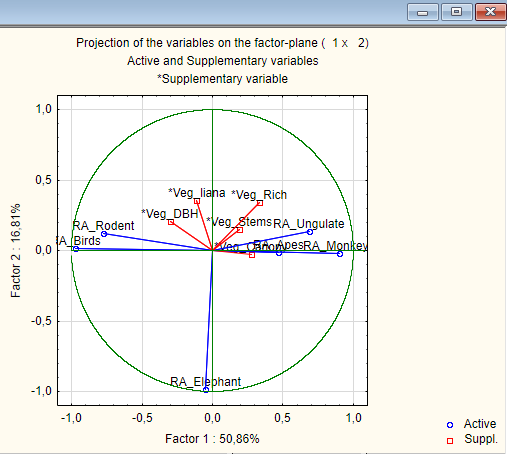 Projection of the variables on the factor-plane ( 1 x 2)
Active and Supplementary variables
*Supplementary variable
1,0
0,5
0,0
-0,5
-1,0
Factor 2 : 16,81%
*Veg_liana
*Veg_Rich
*Veg_DBH
*Veg_Stems
RA_Rodent
RA_Ungulate
RA_Birds
RA_Apes
RA_Monkey
RA_Elephant
-1,0
-0,5
0,0
0,5
1,0
Factor 1 : 50,86%
Active
Suppl.